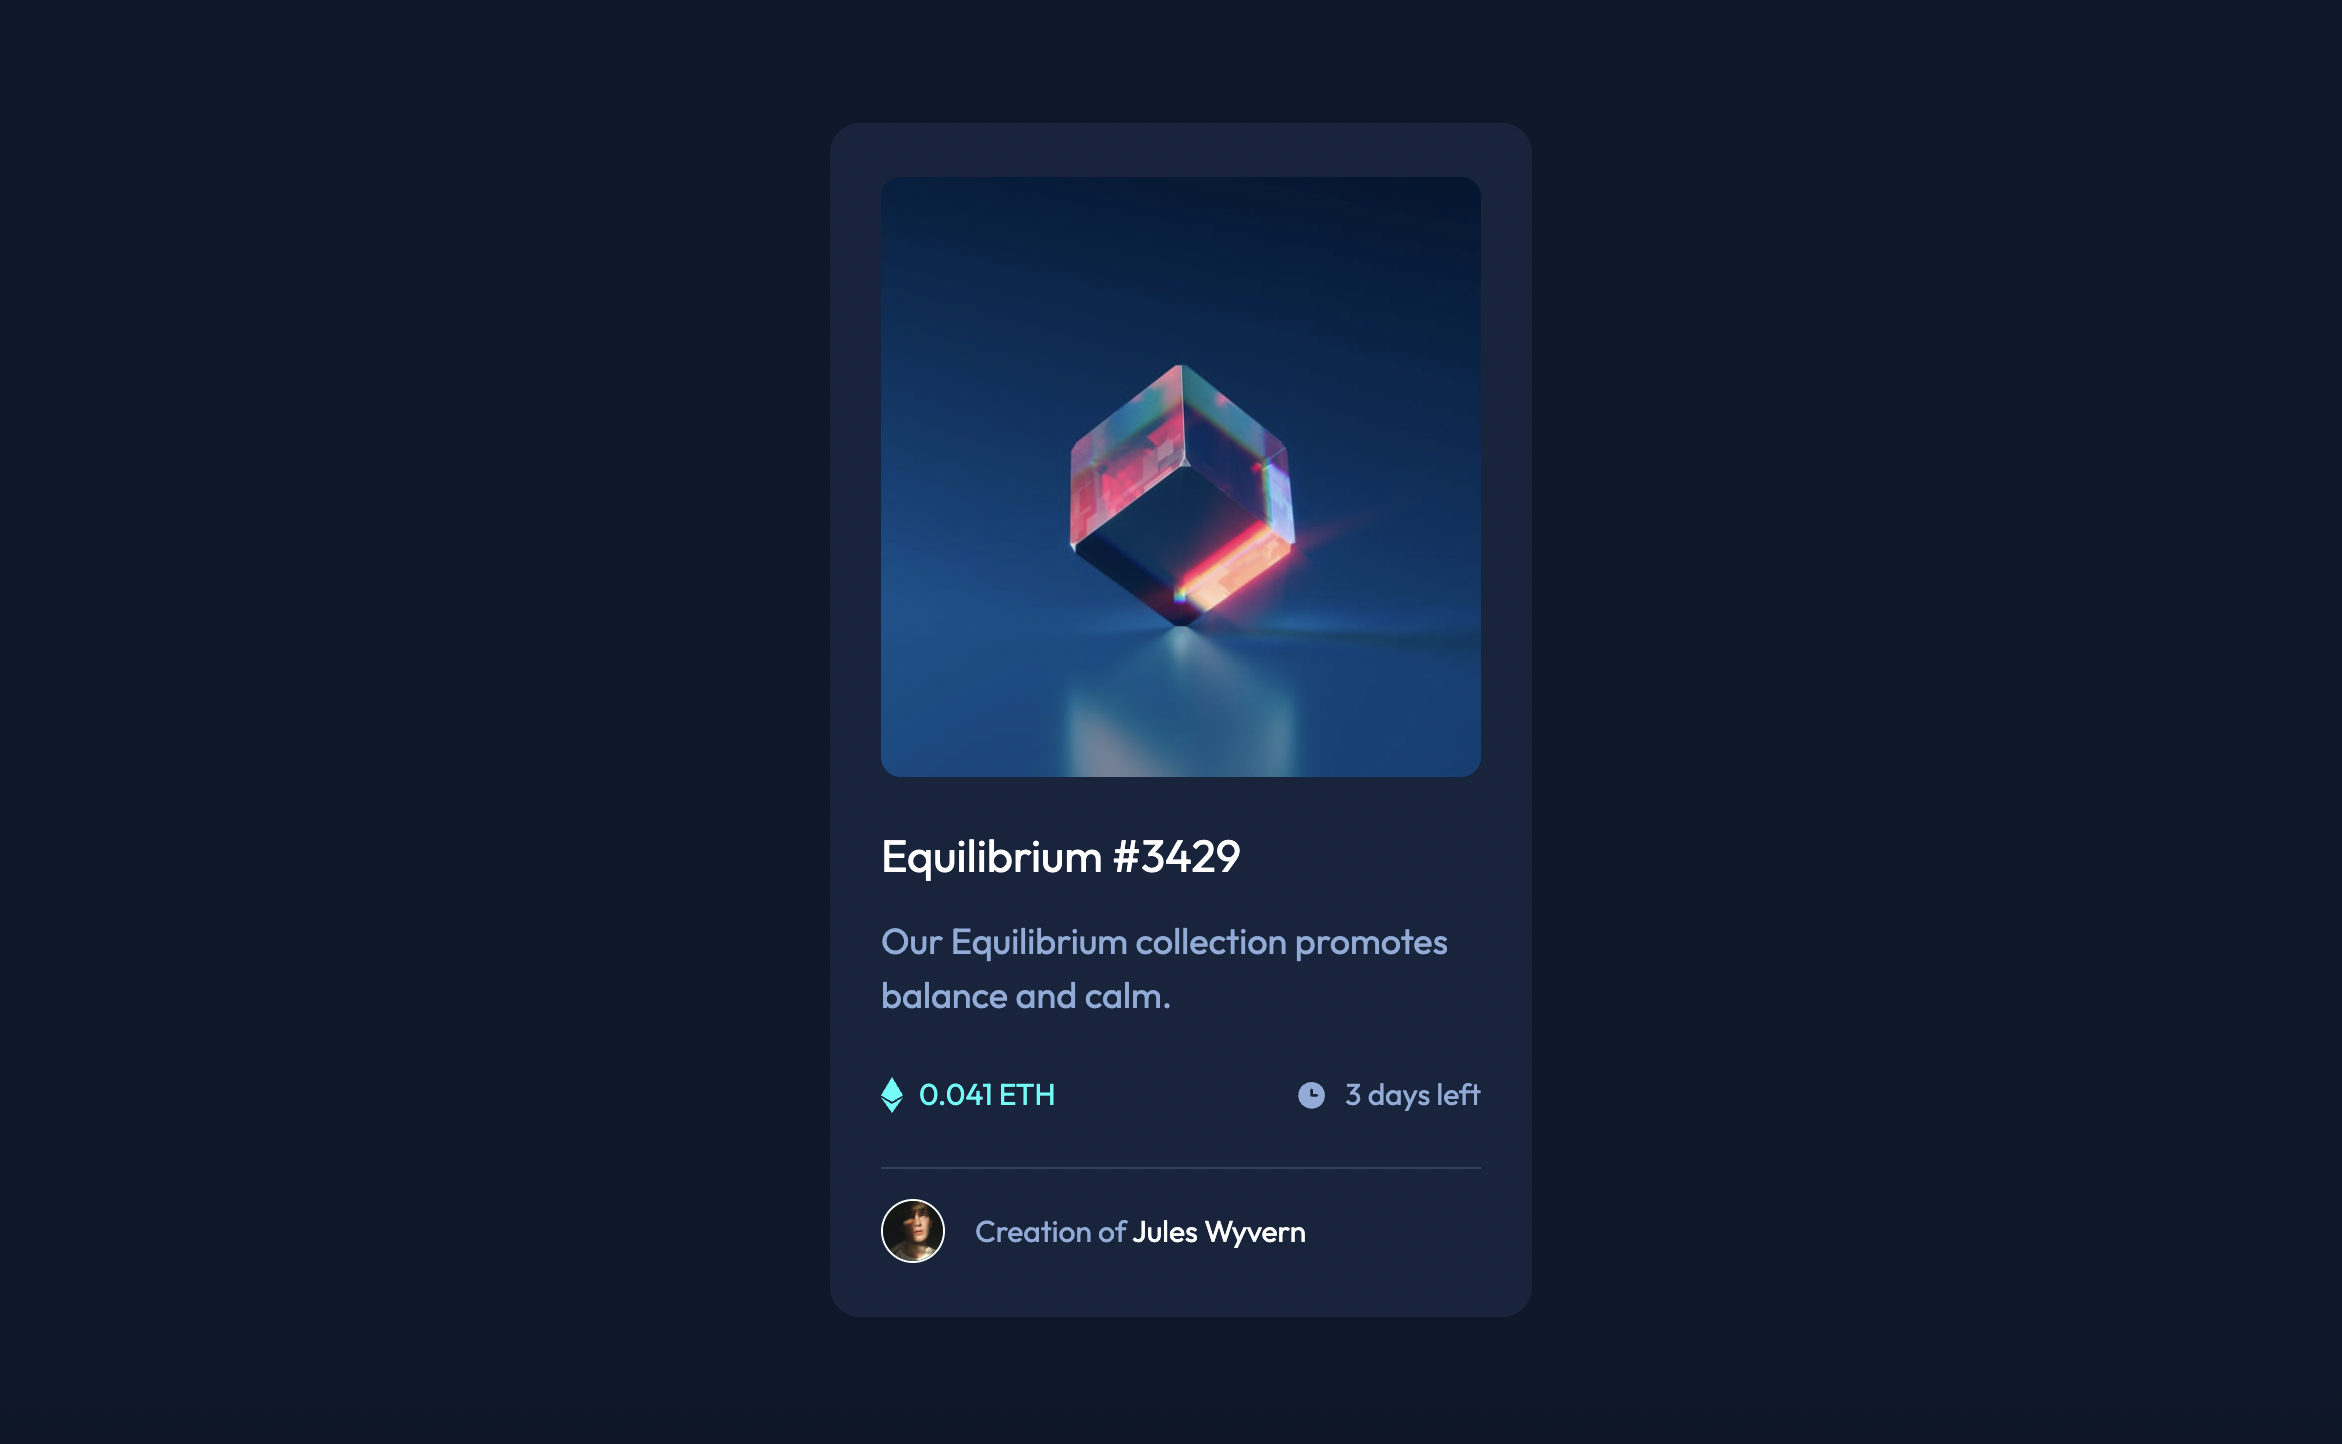 Equilibrium #3429
Our Equilibrium collection promotes
balance and calm.
0.041 ETH
3 days left
Creation of Jules Wyvern